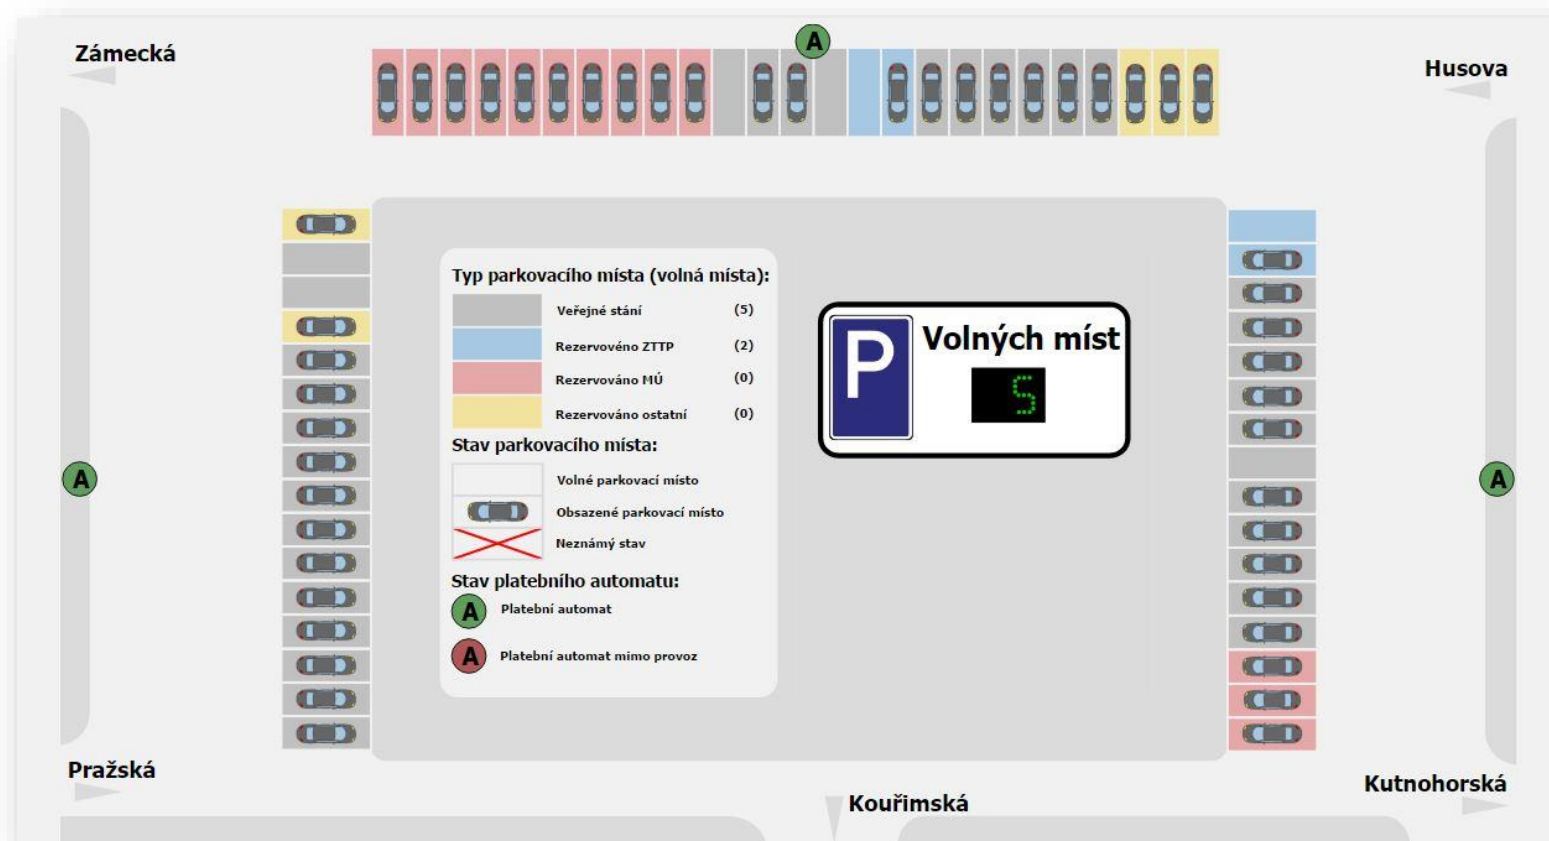 Zámecká
A
Husova
Typ parkovacího místa (volná místa):
Veřejné stání (5)
Rezervovéno ZTTP (2)
Rezervováno MÚ (0)
Rezervováno ostatní (0)
Stav parkovacího místa:
Volné parkovací místo
Obsazené parkovací místo
Neznámý stav
Stav platebního automatu:
A Platební automat
A Platební automat mimo provoz
P
Volných míst
5
A
A
Pražská
Kouřimská
Kutnohorská